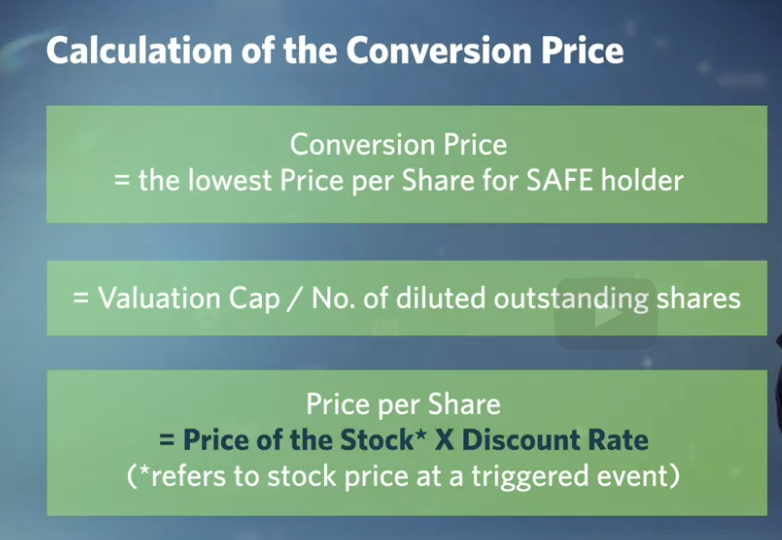 Calculation of the Conversion Price
Conversion Price
= the lowest Price per Share for SAFE holder
= Valuation Cap / No. of diluted outstanding shares
Price per Share
= Price of the Stock* X Discount Rate
(*refers to stock price at a triggered event)